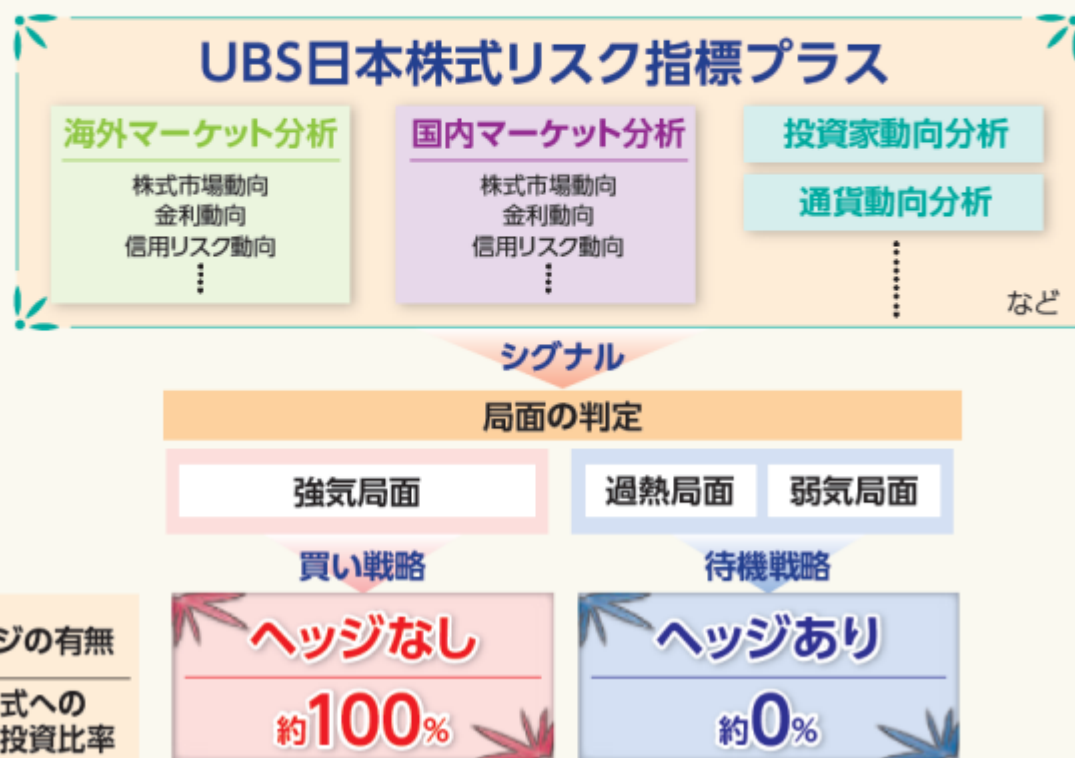 UBS日本株式リスク指標プラス
海外マーケット分析
株式市場動向
金利動向
信用リスク動向
国内マーケット分析
株式市場動向
金利動向
信用リスク動向
投資家動向分析
通貨動向分析
など
シグナル
局面の判定
強気局面
過熱局面
弱気局面
買い戦略
待機戦略
ジの有無
ヘッジなし
ヘッジあり
式への
投資比率
約100%
約0%